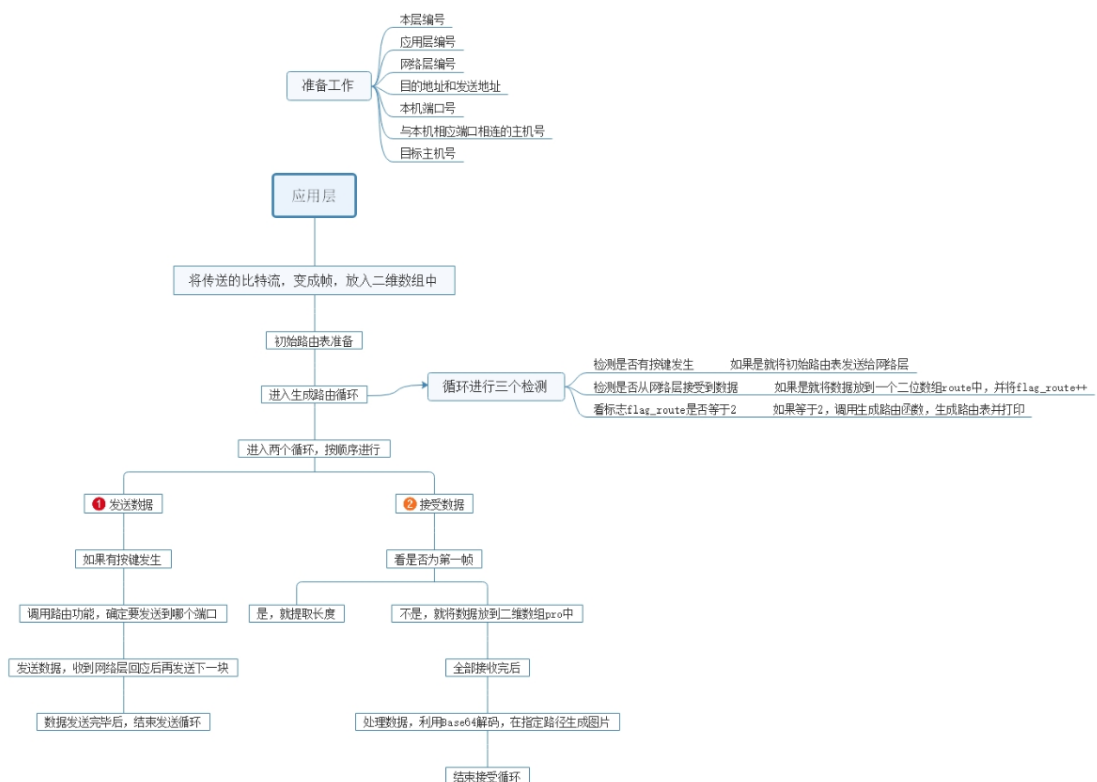 本层编号
应用层编号
网络层编号
准备工作
目的地址和发送地址
本机端口号
与本机相应端口相连的主机号
目标主机号
应用层
将传送的比特流，变成帧，放入二维数组中
初始路由表准备
进入生成路由循环
循环进行三个检测
检测是否有按键发生 如果是就将初始路由表发送给网络层
检测是否从网络层接受到数据 如果是就将数据放到一个二位数组route中，并将flag_route++
看标志flag_route是否等于2 如果等于2，调用生成路由数，生成路由表并打印
进入两个循环，按顺序进行
1 发送数据
2 接受数据
如果有按键发生
看是否为第一帧
调用路由功能，确定要发送到哪个端口
是，就提取长度
不是，就将数据放到二维数组pro中
发送数据，收到网络层回应后再发送下一块
全部接收完后
数据发送完毕后，结束发送循环
处理数据，利用Base64解码，在指定路径生成图片
结束接受循环